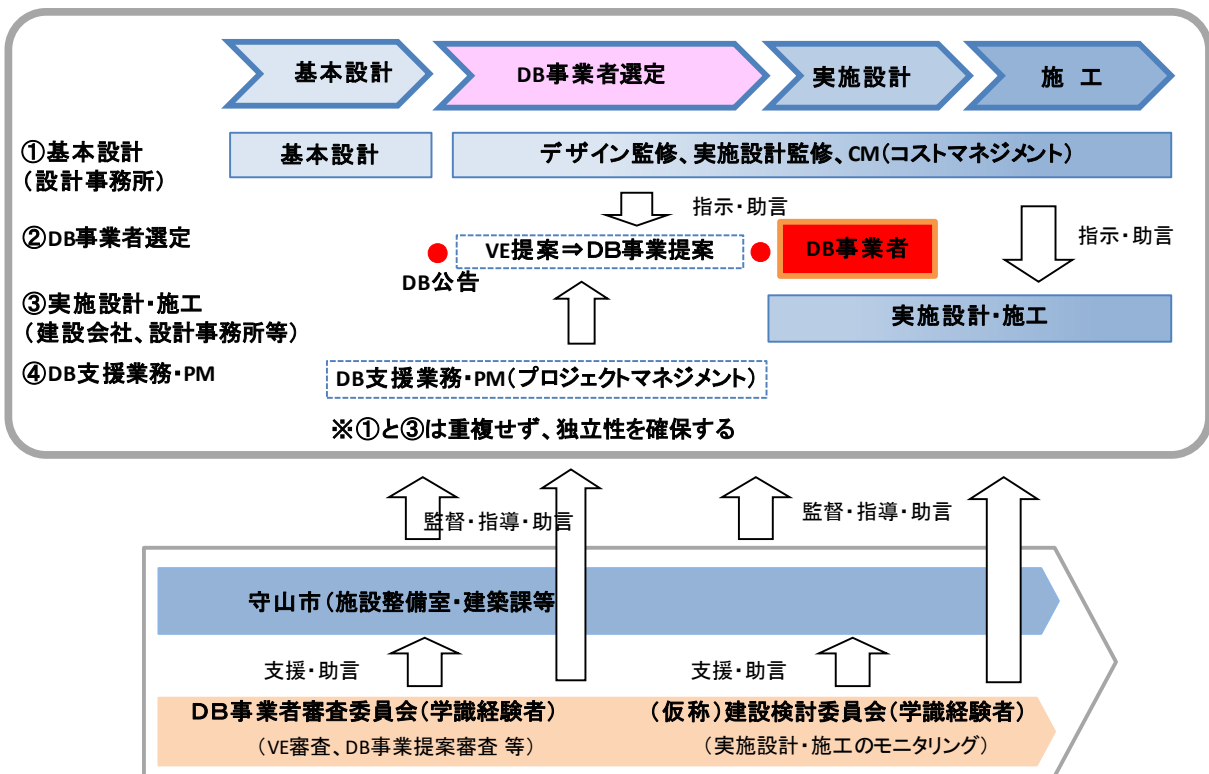 基本設計
DB事業者選定
実施設計
施 工
①基本設計
(設計事務所)
基本設計
デザイン監修、実施設計監修、CM(コストマネジメント)
指示・助言
②DB事業者選定
VE提案⇒DB事業提案
DB事業者
指示・助言
DB公告
③実施設計・施工
(建設会社、設計事務所等)
実施設計・施工
④DB支援業務・PM
DB支援業務・PM(プロジェクトマネジメント)
※①と③は重複せず、独立性を確保する
監督・指導・助言
監督・指導・助言
守山市(施設整備室・建築課等
支援・助言
支援・助言
DB事業者審査委員会(学識経験者)
(VE審査、DB事業提案審査 等)
(仮称)建設検討委員会(学識経験者)
(実施設計・施工のモニタリング)